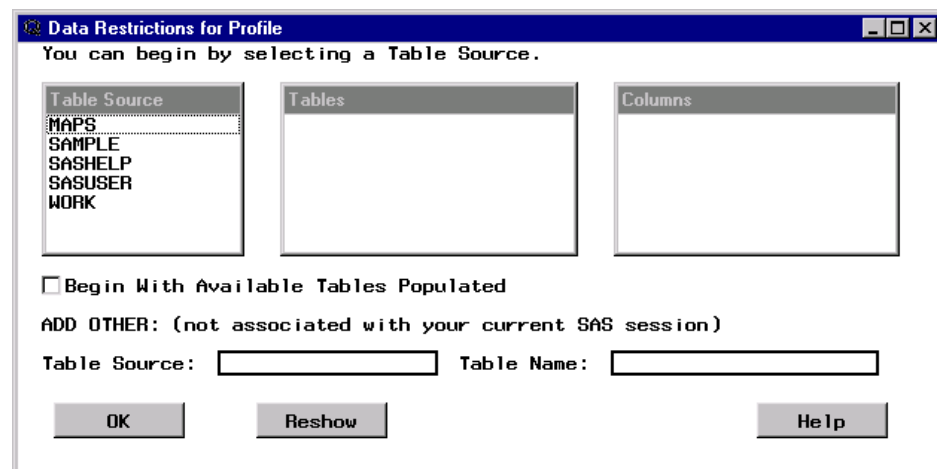 Data Restrictions for Profile
You can begin by selecting a Table Source.
Table Source Tables Columns
MAPS
SAMPLE
SASHELP
SASUSER
WORK
Begin With Available Tables Populated
ADD OTHER: (not associated with your current SAS session)
Table Source: Table Name:
OK Reshow Help